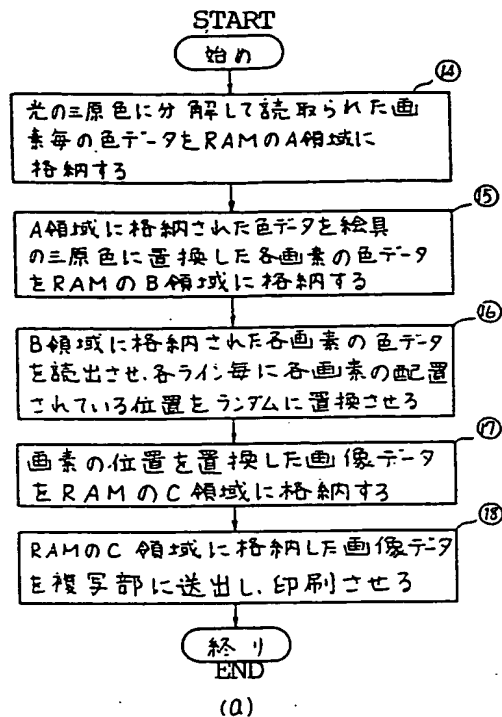 START
始め
⑭
光の三原色に分解して読取られた画
素毎の色データをRAMのA領域に
格納する
⑮
A領域に格納された色データを絵具
の三原色に置換した各画素の色データ
をRAMのB領域に格納する
⑯
B領域に格納された各画素の色データ
を読出させ、各ライン毎に各画素の配置
されている位置をランダムに置換させる
⑰
画素の位置を置換した画像データ
をRAMのC領域に格納する
⑱
RAMのC領域に格納した画像データ
を複写部に送出し、印刷させる
終り
END
(a)